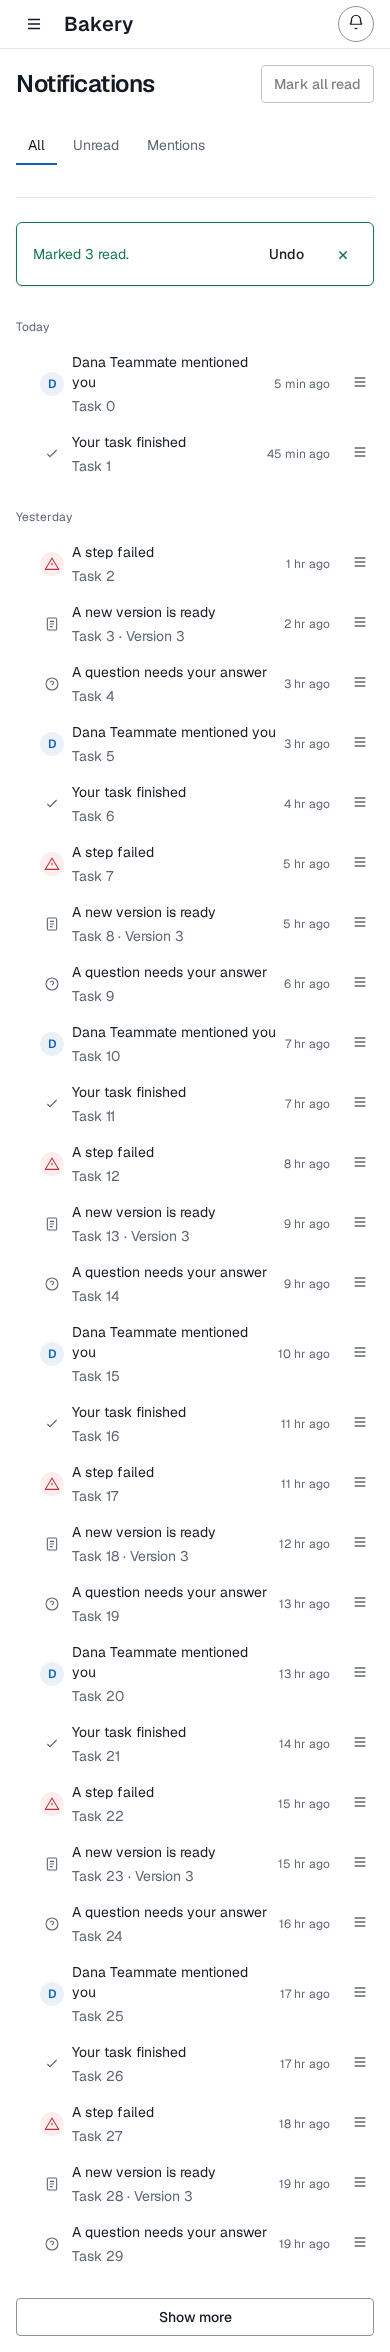 Bakery
Notifications
Mark all read
All Unread Mentions
Marked 3 read. Undo ×
Today
Dana Teammate mentioned
you
D 5 min ago
Task 0
Your task finished
45 min ago
Task 1
Yesterday
A step failed
1 hr ago
Task 2
A new version is ready
2 hr ago
Task 3 · Version 3
A question needs your answer
3 hr ago
Task 4
Dana Teammate mentioned you
D 3 hr ago
Task 5
Your task finished
4 hr ago
Task 6
A step failed
5 hr ago
Task 7
A new version is ready
5 hr ago
Task 8 · Version 3
A question needs your answer
6 hr ago
Task 9
Dana Teammate mentioned you
D 7 hr ago
Task 10
Your task finished
7 hr ago
Task 11
A step failed
8 hr ago
Task 12
A new version is ready
9 hr ago
Task 13 · Version 3
A question needs your answer
9 hr ago
Task 14
Dana Teammate mentioned
you
D 10 hr ago
Task 15
Your task finished
11 hr ago
Task 16
A step failed
11 hr ago
Task 17
A new version is ready
12 hr ago
Task 18 · Version 3
A question needs your answer
13 hr ago
Task 19
Dana Teammate mentioned
you
D 13 hr ago
Task 20
Your task finished
14 hr ago
Task 21
A step failed
15 hr ago
Task 22
A new version is ready
15 hr ago
Task 23 · Version 3
A question needs your answer
16 hr ago
Task 24
Dana Teammate mentioned
you
D 17 hr ago
Task 25
Your task finished
17 hr ago
Task 26
A step failed
18 hr ago
Task 27
A new version is ready
19 hr ago
Task 28 · Version 3
A question needs your answer
19 hr ago
Task 29
Show more